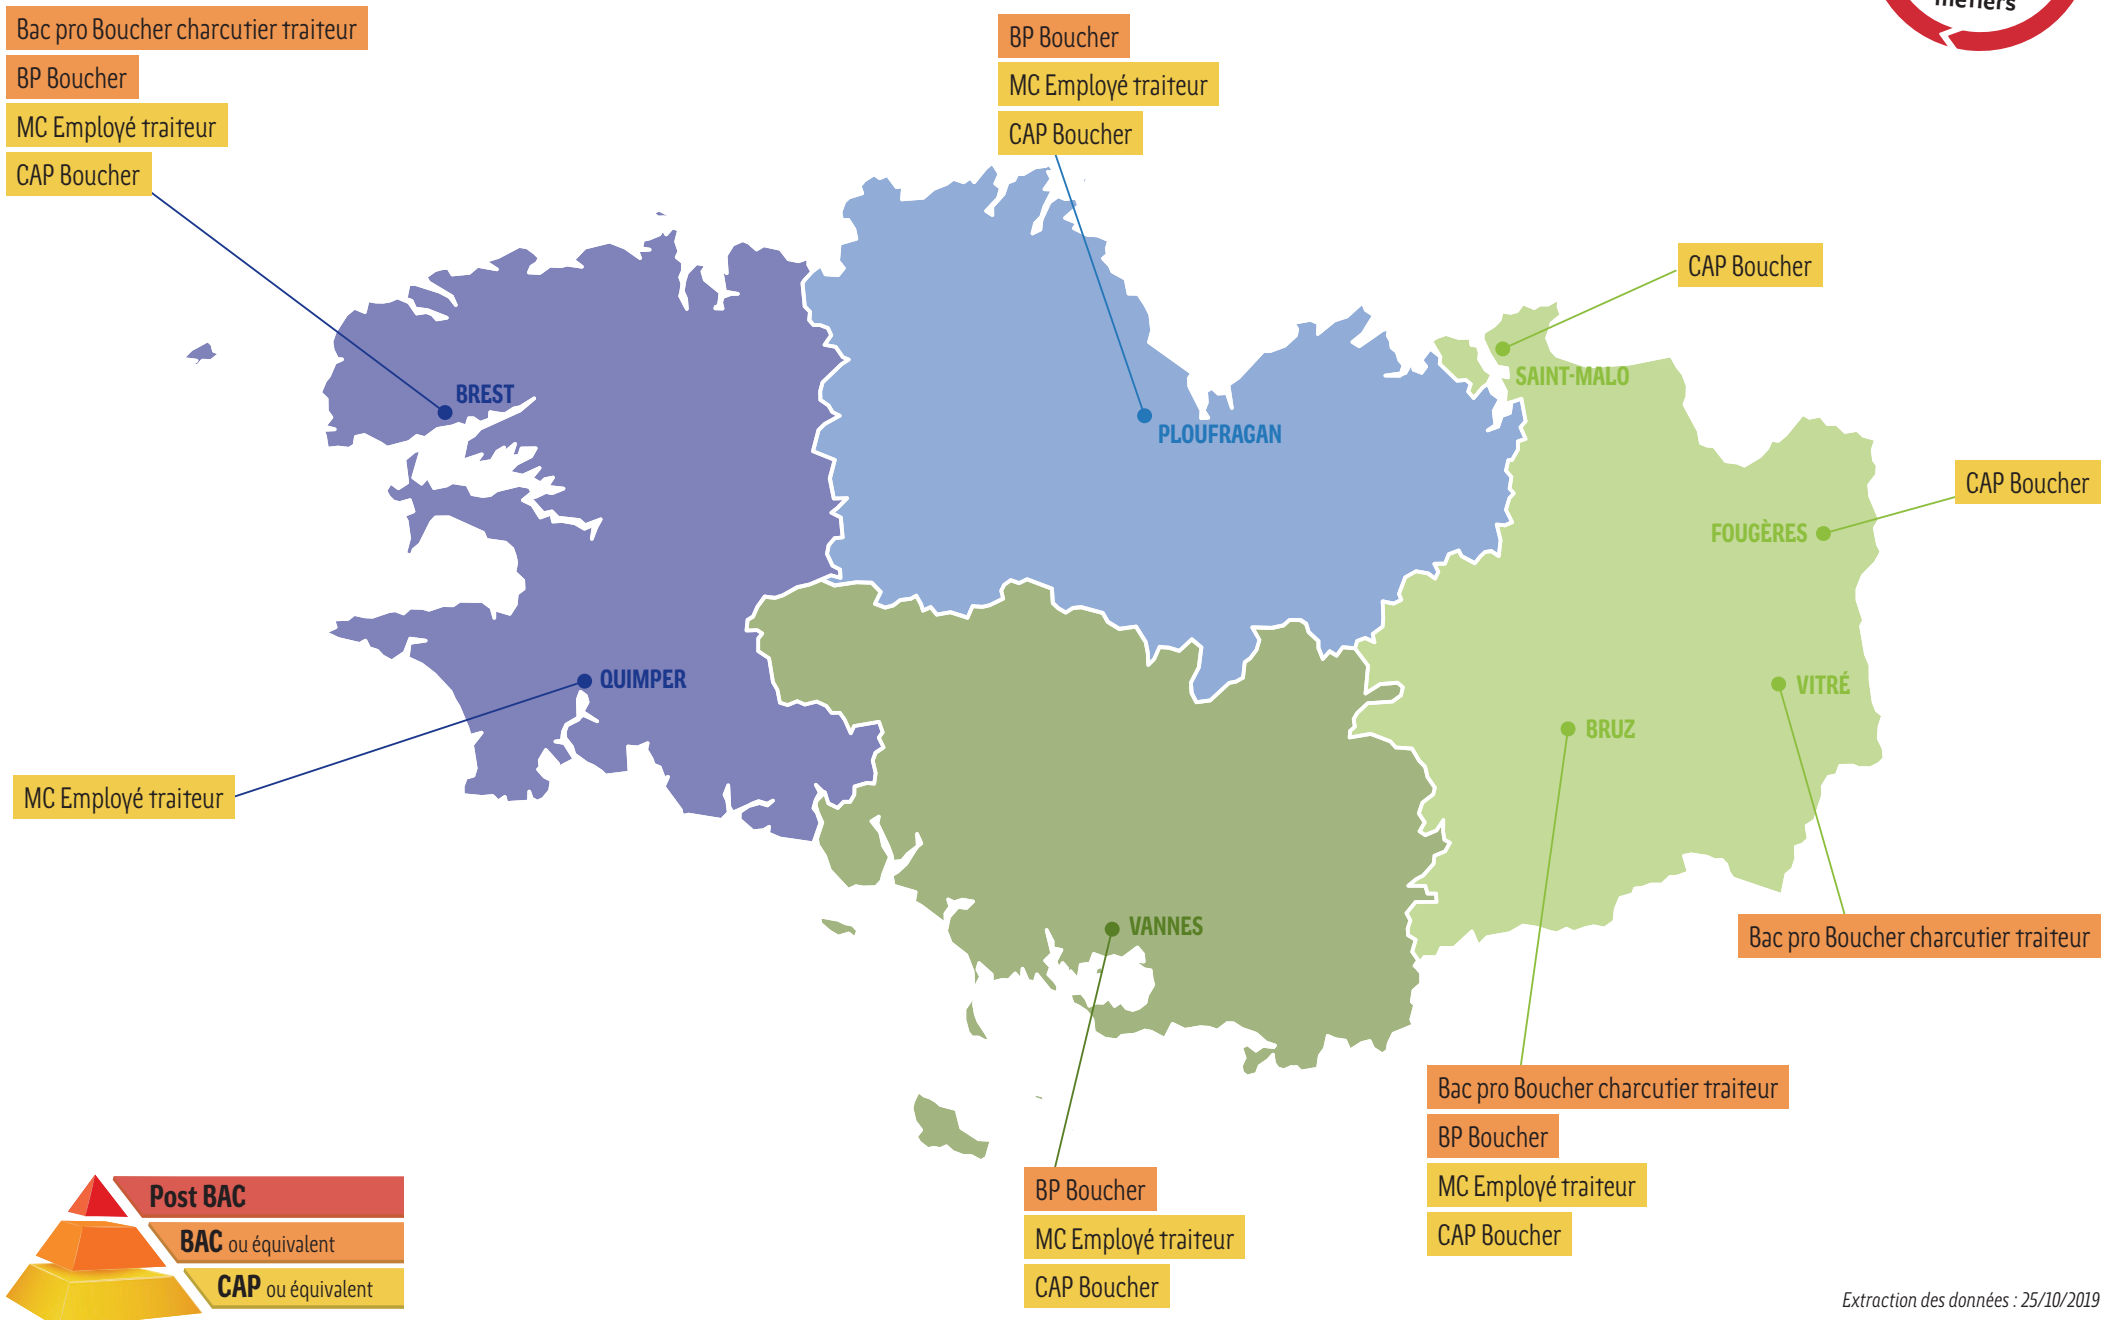 métiers
Bac pro Boucher charcutier traiteur
BP Boucher
MC Employé traiteur
CAP Boucher
BP Boucher
MC Employé traiteur
CAP Boucher
CAP Boucher
CAP Boucher
BREST
PLOUFRAGAN
SAINT-MALO
FOUGÈRES
QUIMPER
VITRÉ
BRUZ
VANNES
MC Employé traiteur
Bac pro Boucher charcutier traiteur
Bac pro Boucher charcutier traiteur
BP Boucher
MC Employé traiteur
CAP Boucher
BP Boucher
MC Employé traiteur
CAP Boucher
Post BAC
BAC ou équivalent
CAP ou équivalent
Extraction des données : 25/10/2019